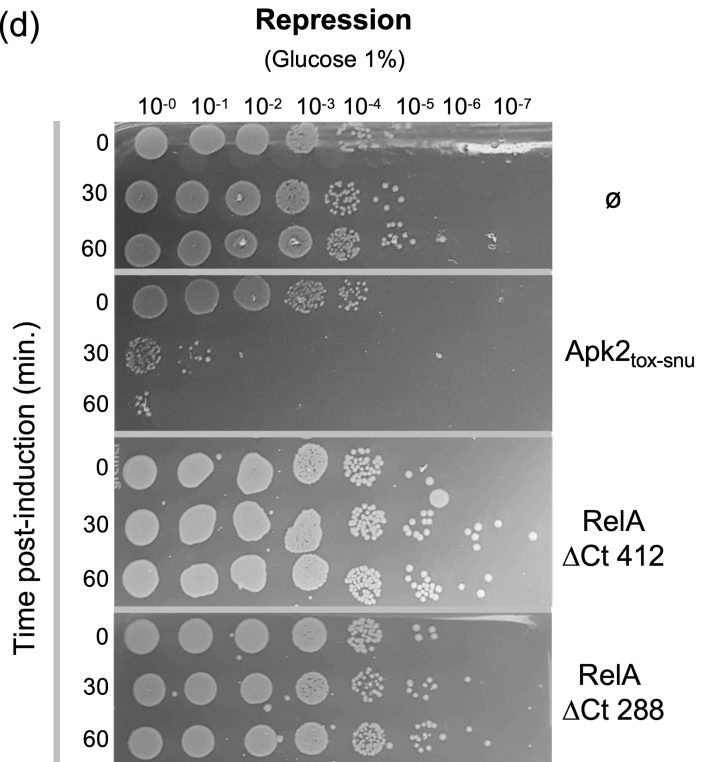 (d)
Repression
(Glucose 1%)
10-0 10-1 10-2 10-3 10-4 10-5 10-6 10-7
Time post-induction (min.)
0
30
60
ø
0
30
60
Apk2tox-snu
0
30
60
RelA
ΔCt 412
0
30
60
RelA
ΔCt 288